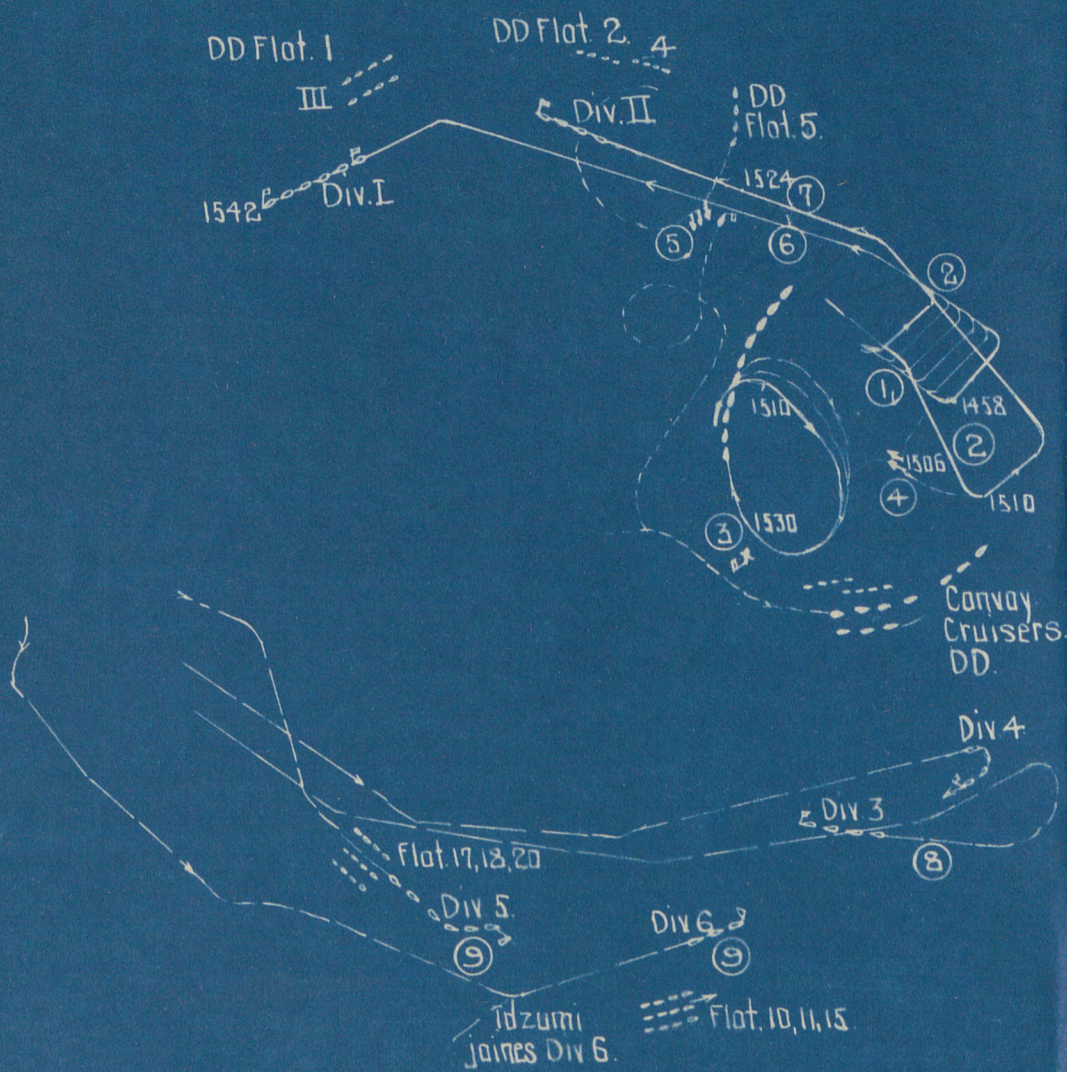 DD Flot. 1
III
DD Flot. 2. 4
Div. II
DD
Flot. 5.
1524
7
Div. I
1542
5
6
2
1
1458
2
1510
1506
4
1510
3
1530
Convoy
Cruisers.
DD.
Div 4
Div 3
8
Flot. 17, 18, 20
Div 5.
9
Div 6
9
Idzumi
joines Div 6.
Flot. 10, 11, 15.